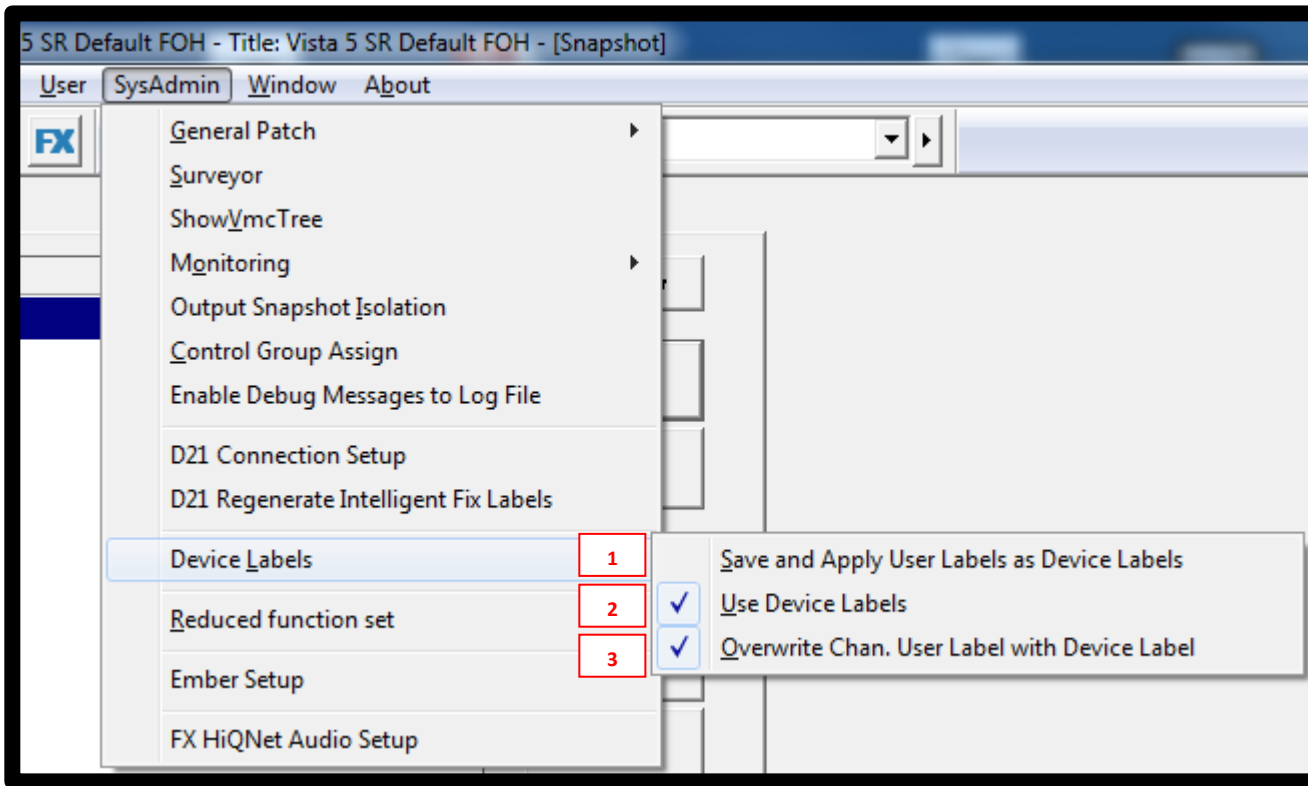 5 SR Default FOH - Title: Vista 5 SR Default FOH - [Snapshot]
User SysAdmin Window About
FX
General Patch
Surveyor
ShowVmcTree
Monitoring
Output Snapshot Isolation
Control Group Assign
Enable Debug Messages to Log File
D21 Connection Setup
D21 Regenerate Intelligent Fix Labels
Device Labels 1 Save and Apply User Labels as Device Labels
2 Use Device Labels
Reduced function set
3 Overwrite Chan. User Label with Device Label
Ember Setup
FX HiQNet Audio Setup